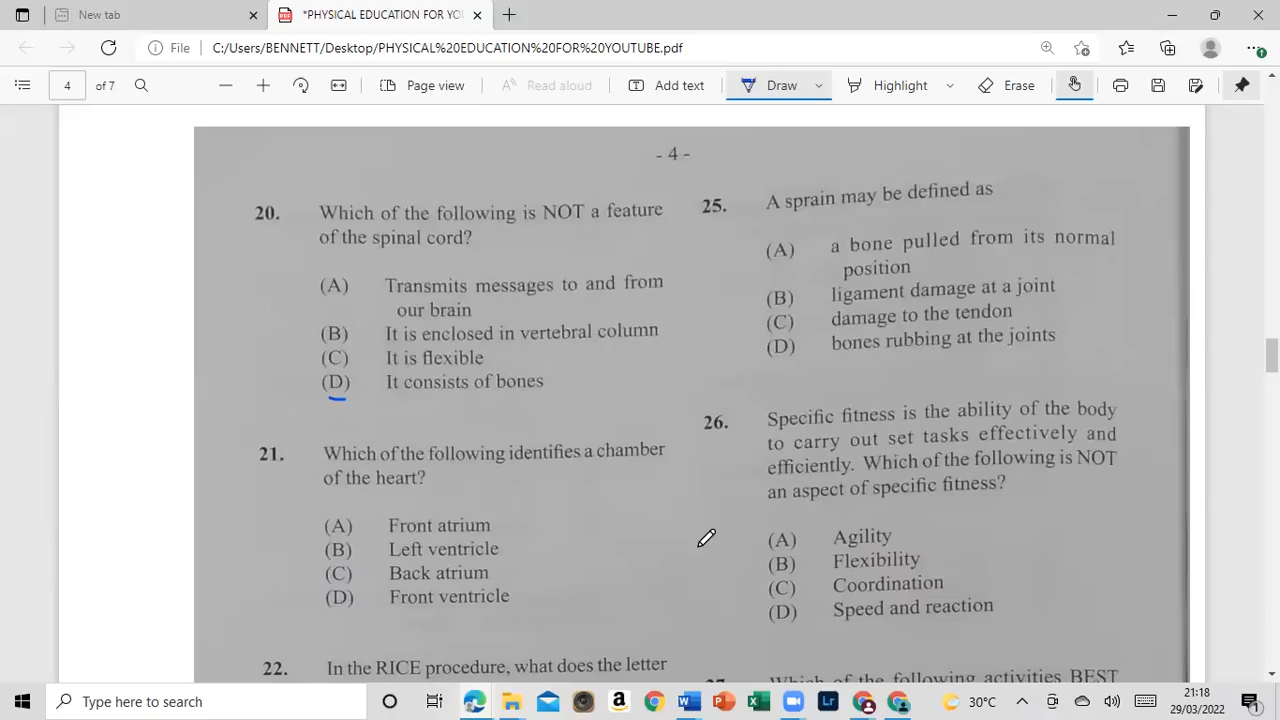 New tab
*PHYSICAL EDUCATION FOR YOU
File
C:/Users/BENNETT/Desktop/PHYSICAL%20EDUCATION%20FOR%20YOUTUBE.pdf
4
of 7
Page view
Read aloud
Add text
Draw
Highlight
Erase
- 4 -
20. Which of the following is NOT a feature
of the spinal cord?
(A) Transmits messages to and from
our brain
(B) It is enclosed in vertebral column
(C) It is flexible
(D) It consists of bones
21. Which of the following identifies a chamber
of the heart?
(A) Front atrium
(B) Left ventricle
(C) Back atrium
(D) Front ventricle
22. In the RICE procedure, what does the letter
25. A sprain may be defined as
(A) a bone pulled from its normal
position
(B) ligament damage at a joint
(C) damage to the tendon
(D) bones rubbing at the joints
26. Specific fitness is the ability of the body
to carry out set tasks effectively and
efficiently. Which of the following is NOT
an aspect of specific fitness?
(A) Agility
(B) Flexibility
(C) Coordination
(D) Speed and reaction
Which of the following activities BEST
Type here to search
30°C
21:18
29/03/2022